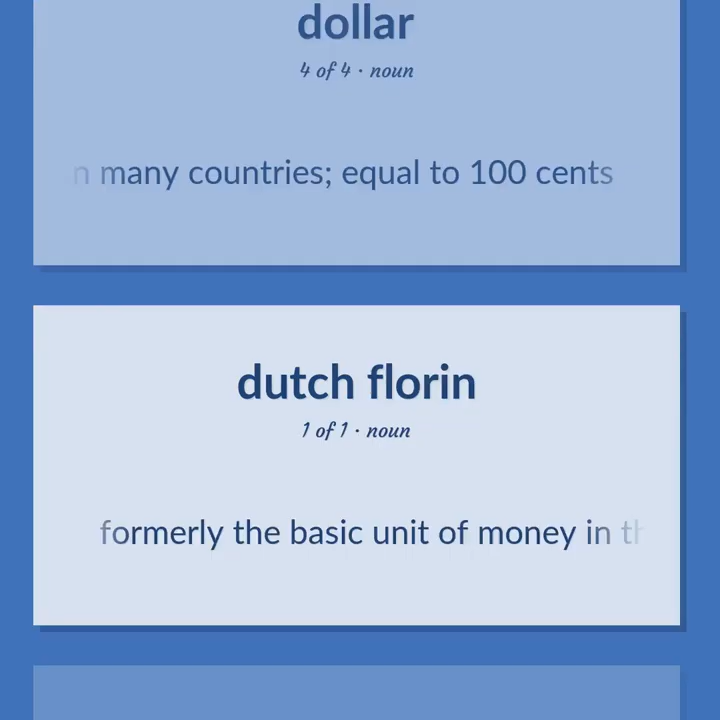 dollar
4 of 4 · noun
many countries; equal to 100 cents
dutch florin
1 of 1 · noun
formerly the basic unit of money in